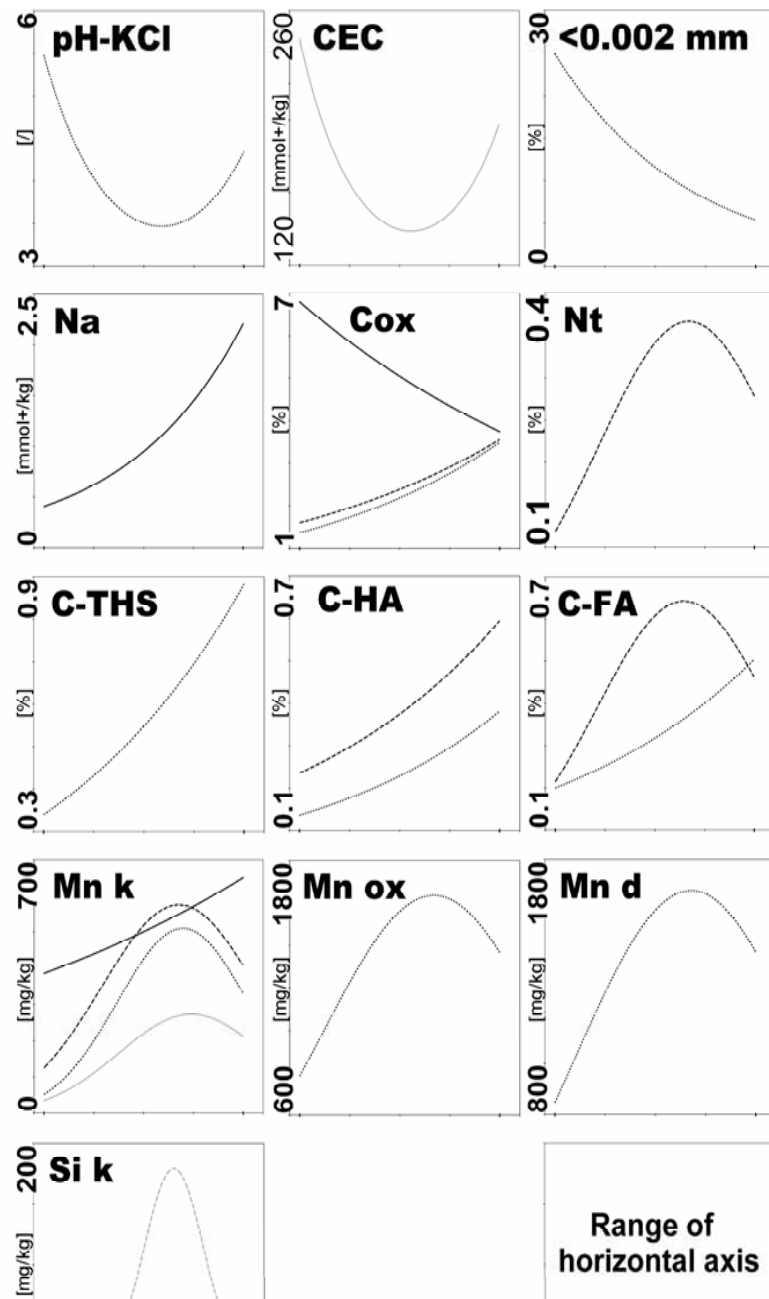 pH-KCl
6
[/]
3
CEC
260
[mmol+/kg]
120
<0.002 mm
30
[%]
0
Na
2.5
[mmol+/kg]
0
Cox
7
[%]
1
Nt
0.4
[%]
0.1
C-THS
0.9
[%]
0.3
C-HA
0.7
[%]
0.1
C-FA
0.7
[%]
0.1
Mn k
700
[mg/kg]
0
Mn ox
1800
[mg/kg]
600
Mn d
1800
[mg/kg]
800
Si k
200
[mg/kg]
Range of
horizontal axis